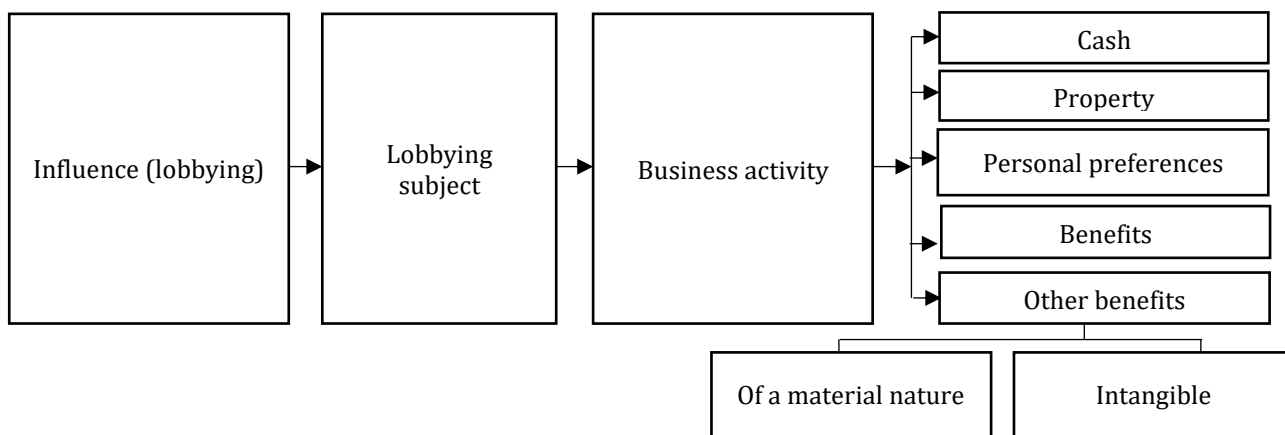 Cash
Property
Influence (lobbying)
Lobbying
subject
Business activity
Personal preferences
Benefits
Other benefits
Of a material nature
Intangible